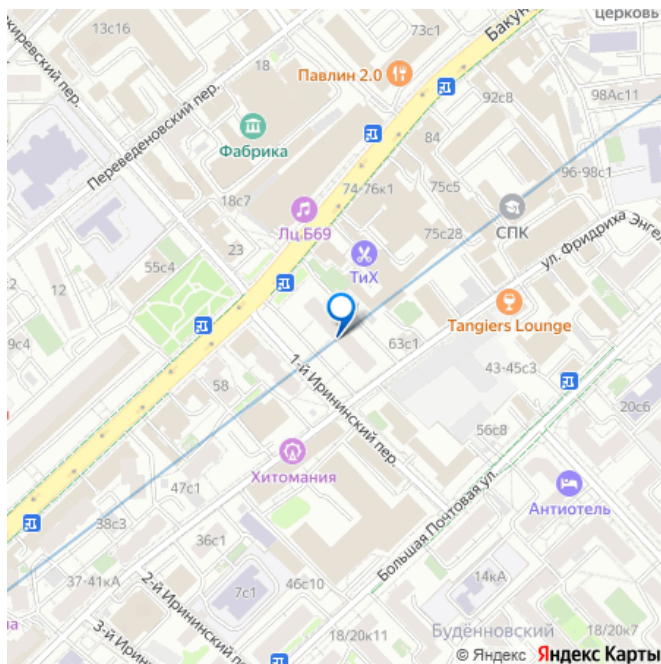 церковь
13с16
73с1
Бакун
киревский пер.
Павлин 2.0
18
92с8
98Ас11
Переведеновский пер.
Фабрика
84
96-98с1
74-76к1
75с5
18с7
СПК
Лц Б69
75с28
ул. Фридриха Энгел
23
ТиХ
55с4
12
Tangiers Lounge
9с4
63с1
43-45с3
1-й Ирининский пер.
58
20с6
56с8
Хитомания
47с1
Большая Почтовая ул.
Антиотель
38с3
36с1
37-41кА
2-й Ирининский пер.
7с1
46с10
14кА
на
3-й Ирининский пер.
18/20к11
Будённовский
18/20к7
© Яндекс Яндекс Карты